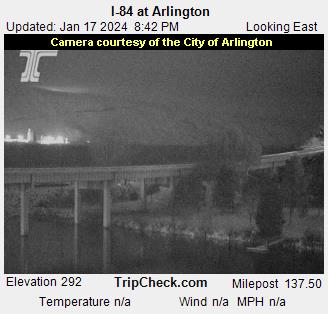 I-84 at Arlington
Updated: Jan 17 2024 8:42 PM Looking East
Camera courtesy of the City of Arlington
Elevation 292 TripCheck.com Milepost 137.50
Temperature n/a Wind n/a MPH n/a